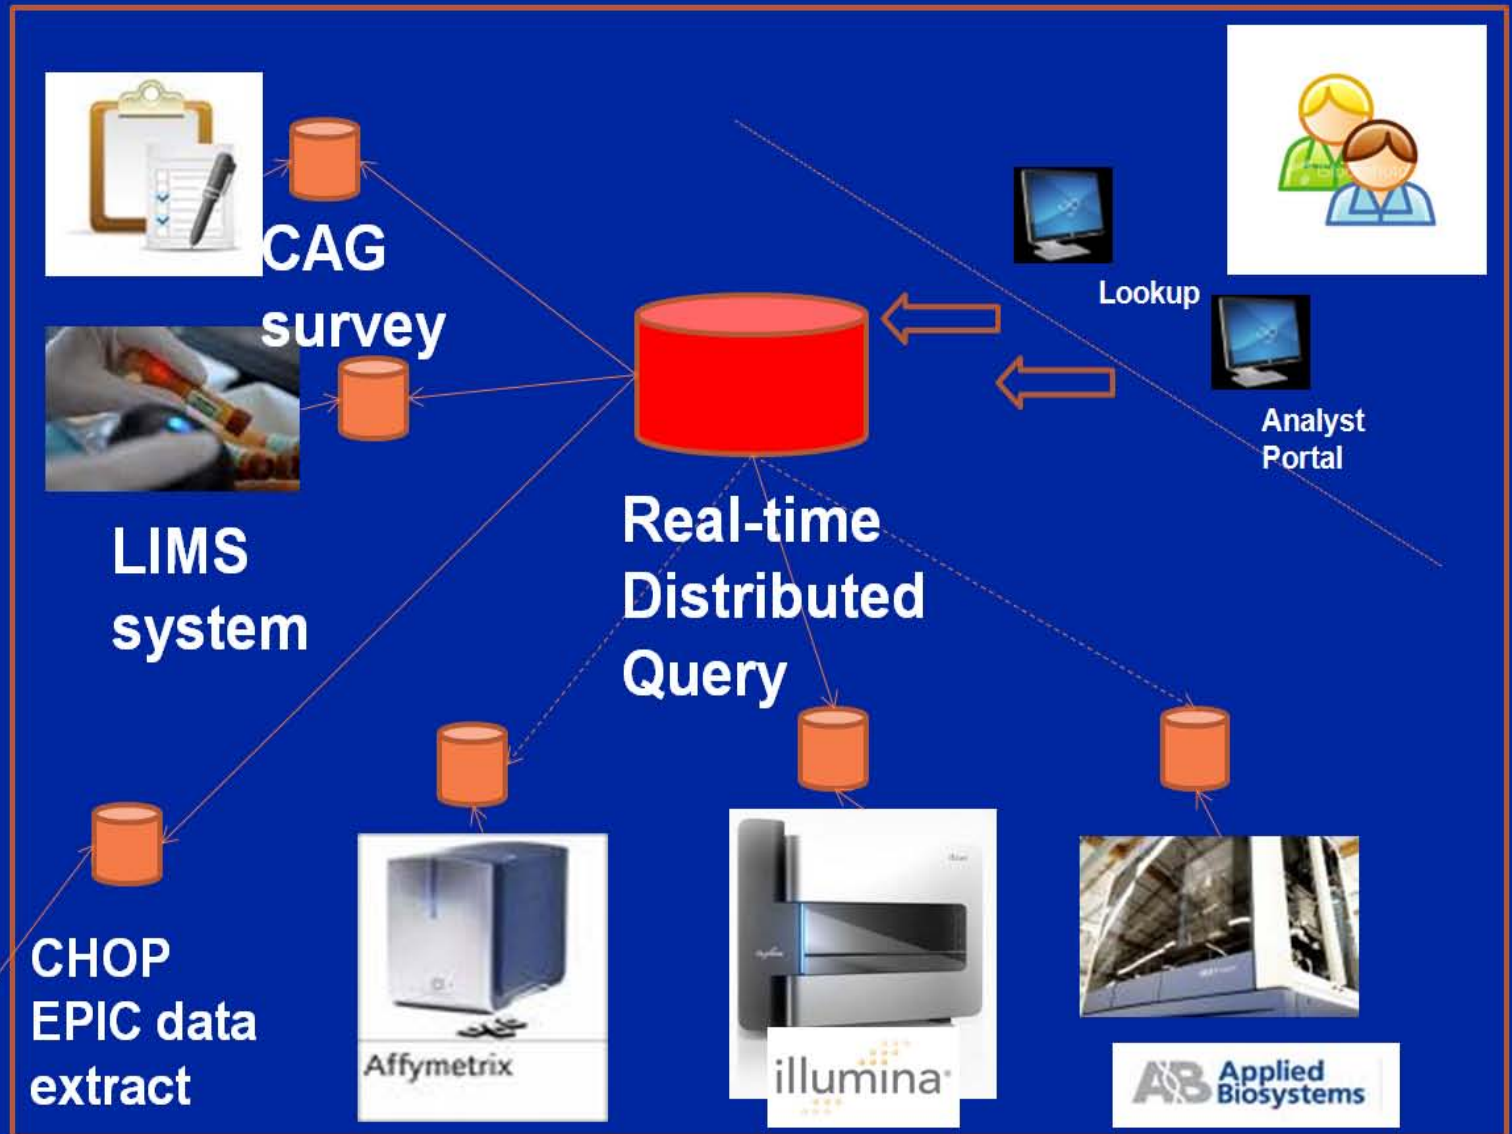 CAG
survey
Lookup
Analyst
Portal
LIMS
system
Real-time
Distributed
Query
CHOP
EPIC data
extract
Affymetrix
illumina
AB Applied
Biosystems